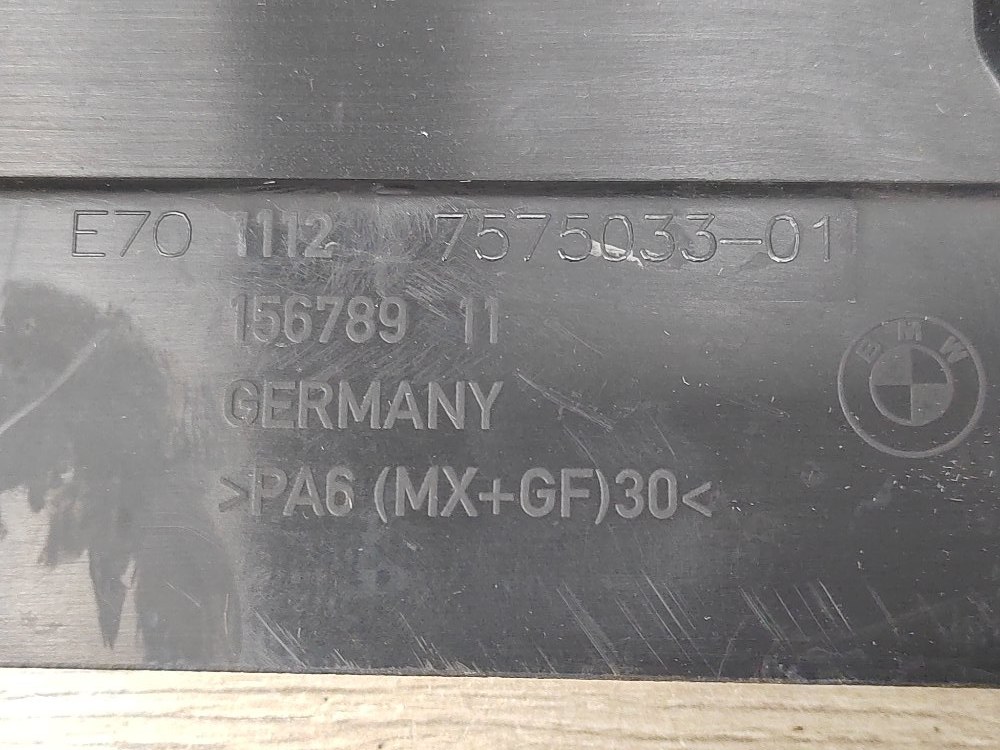 E70 1112 7575033-01
156789 11
GERMANY
BMW
>PA6 (MX+GF)30<